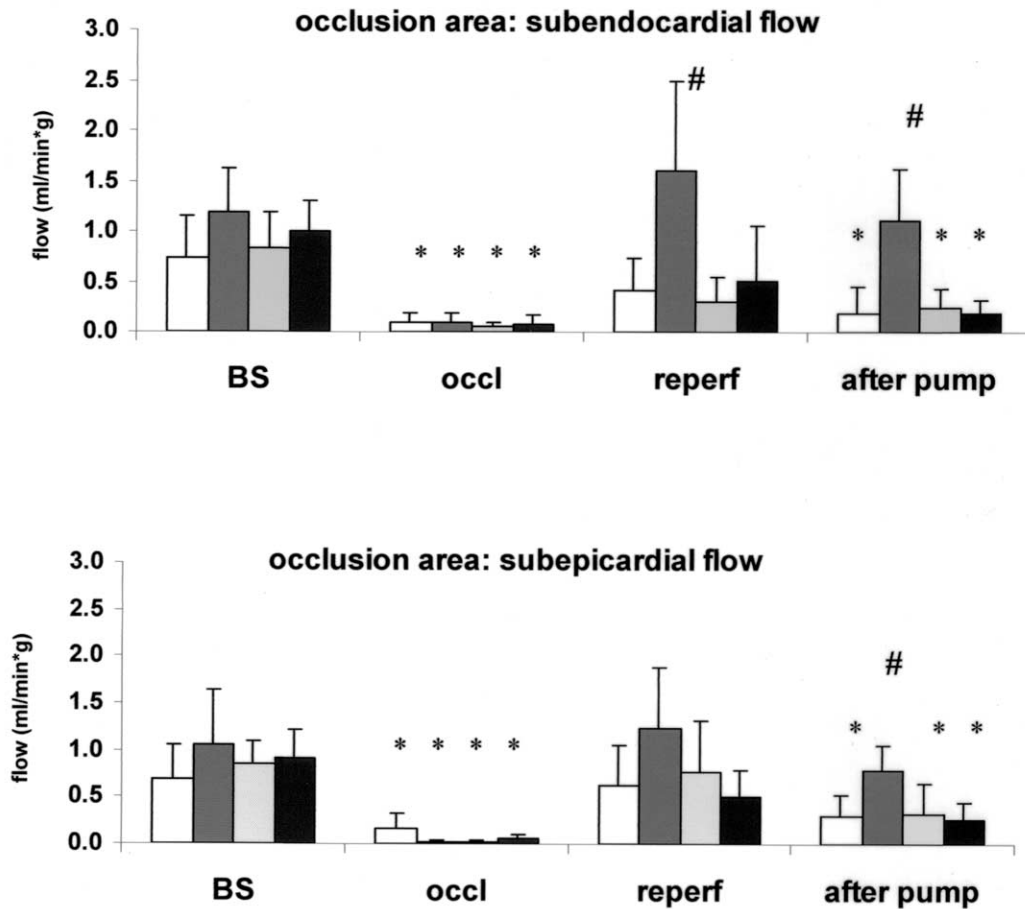 occlusion area: subendocardial flow
flow (ml/min*g)
3.0
2.5
2.0
1.5
1.0
0.5
0.0
#
#
* * * *
* * *
BS occl reperf after pump
occlusion area: subepicardial flow
flow (ml/min*g)
3.0
2.5
2.0
1.5
1.0
0.5
0.0
#
* * * *
* * *
BS occl reperf after pump